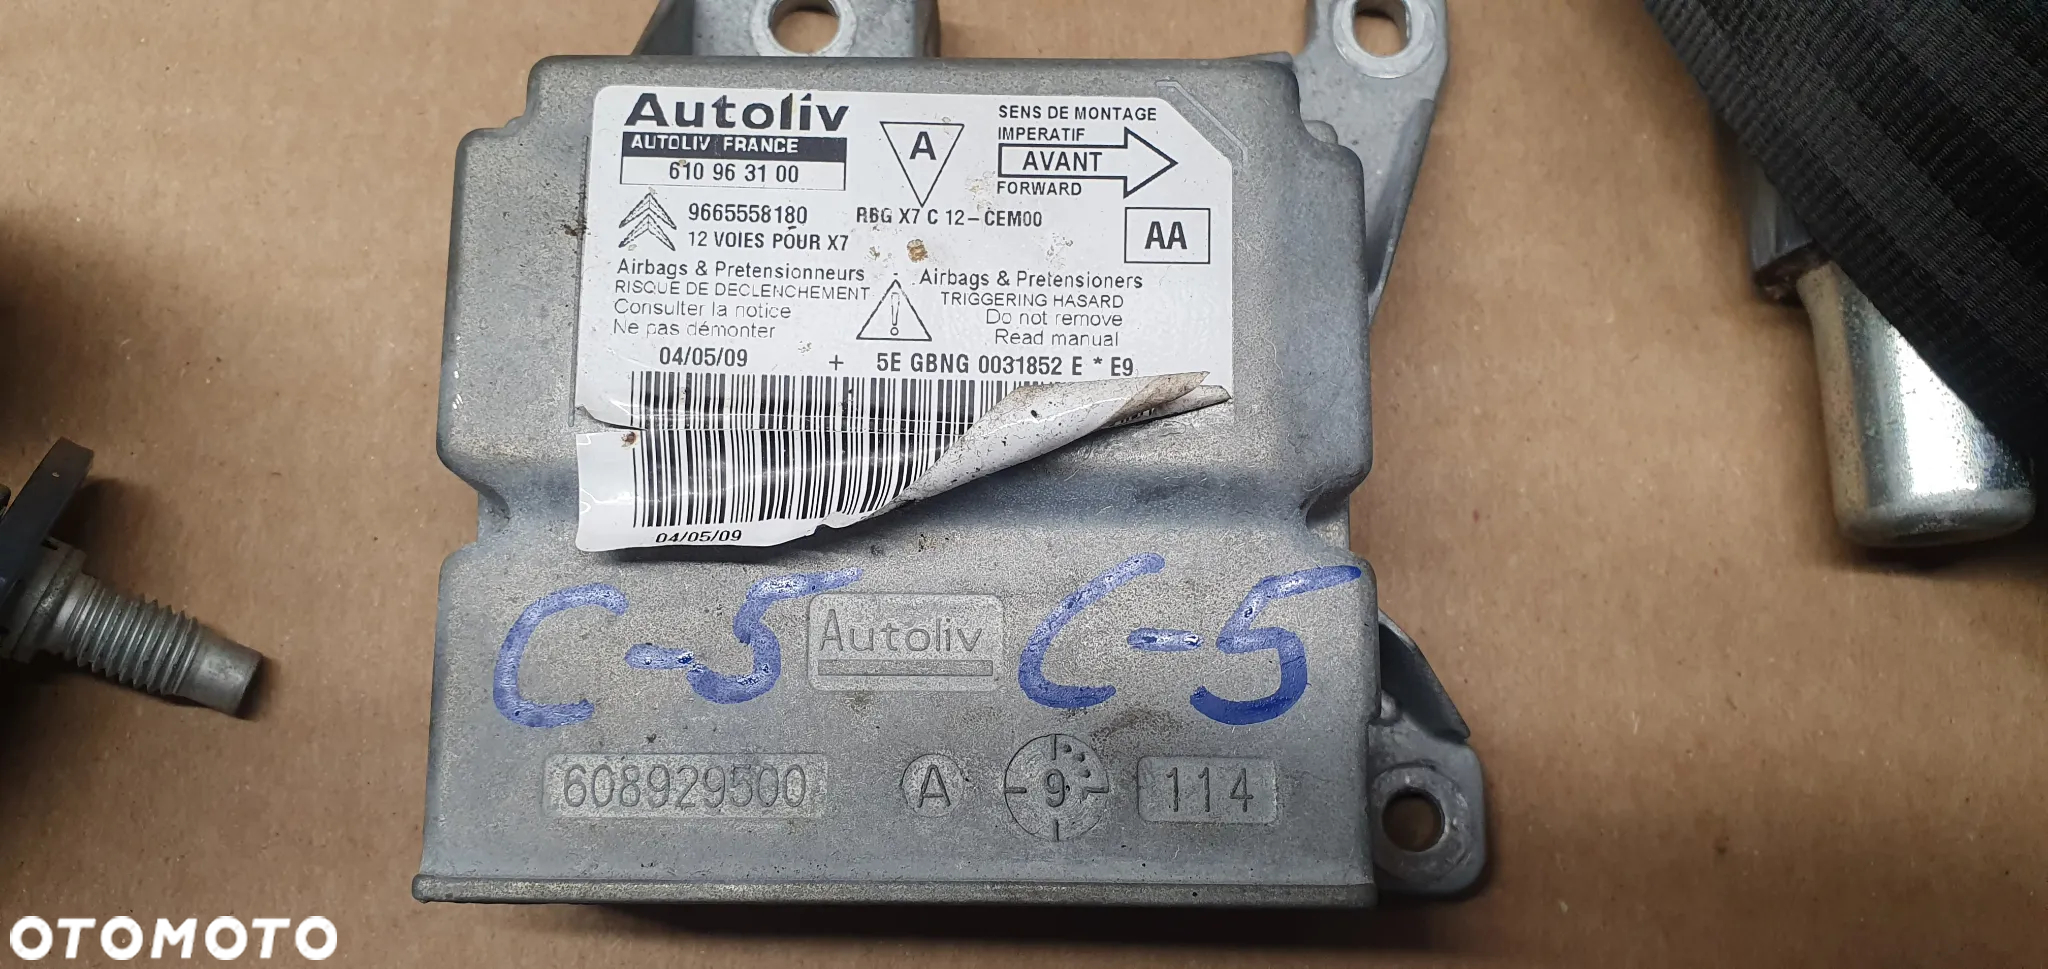 Autoliv
AUTOLIV FRANCE
610 96 31 00
A
SENS DE MONTAGE
IMPERATIF
AVANT
FORWARD
9665558180
RBG X7 C 12-CEM00
12 VOIES POUR X7
AA
Airbags & Pretensionneurs
RISQUE DE DECLENCHEMENT
Consulter la notice
Ne pas démonter
Airbags & Pretensioners
TRIGGERING HASARD
Do not remove
Read manual
04/05/09 + 5E GBNG 0031852 E * E9
04/05/09
C-5
Autoliv
C-5
608929500
A
9
114
OTOMOTO